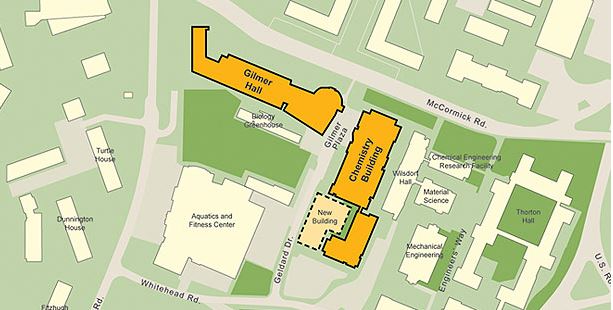 Gilmer
Hall
McCormick Rd.
Biology
Greenhouse
Gilmer
Plaza
Turtle
House
Chemistry
Building
Wilsdorf
Hall
Chemical Engineering
Research Facility
Material
Science
Dunnington
House
Aquatics and
Fitness Center
New
Building
Thorton
Hall
Mechanical
Engineering
Engineers' Way
Geldard Dr.
Whitehead Rd.
U.S. Ro
Fitzhugh
Rd.